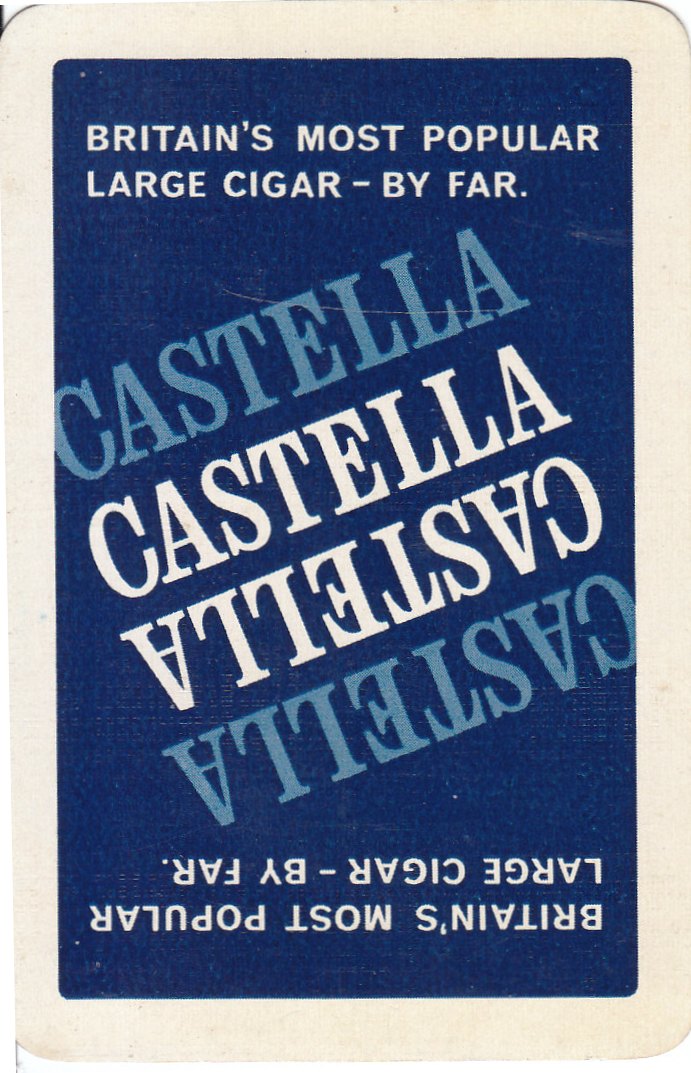 BRITAIN'S MOST POPULAR
LARGE CIGAR – BY FAR.
CASTELLA
CASTELLA
CASTELLA
CASTELLA
LARGE CIGAR – BY FAR.
BRITAIN'S MOST POPULAR